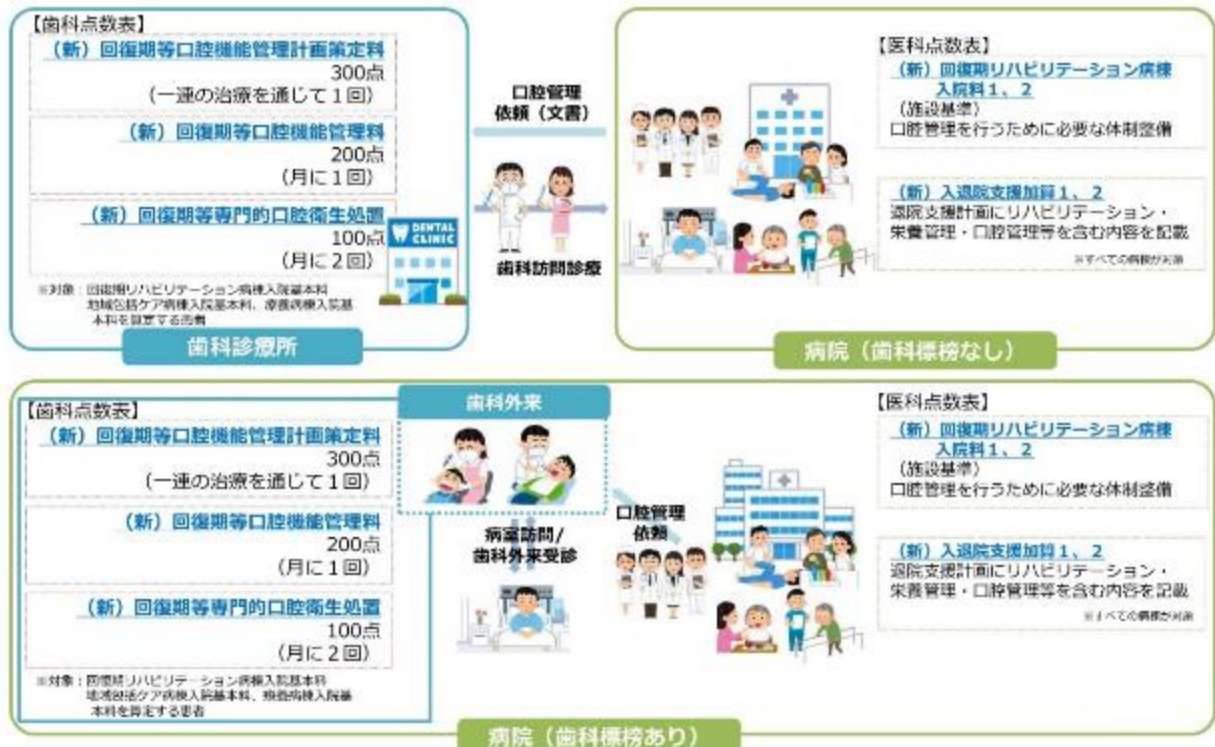 【歯科点数表】
（新）回復期等口腔機能管理計画策定料
300点
（一連の治療を通じて１回）
（新）回復期等口腔機能管理料
200点
（月に１回）
（新）回復期等専門的口腔衛生処置
100点
（月に２回）
※対象：回復期リハビリテーション病棟入院基本料
地域包括ケア病棟入院基本料、療養病棟入院基
本料を算定する患者
DENTAL
CLINIC
歯科診療所
口腔管理
依頼（文書）
歯科訪問診療
【医科点数表】
（新）回復期リハビリテーション病棟
入院料１、２
（施設基準）
口腔管理を行うために必要な体制整備
（新）入退院支援加算１、２
退院支援計画にリハビリテーション・
栄養管理・口腔管理等を含む内容を記載
※すべての病棟が対象
病院（歯科標榜なし）
【歯科点数表】
（新）回復期等口腔機能管理計画策定料
300点
（一連の治療を通じて１回）
（新）回復期等口腔機能管理料
200点
（月に１回）
（新）回復期等専門的口腔衛生処置
100点
（月に２回）
※対象：回復期リハビリテーション病棟入院基本料
地域包括ケア病棟入院基本料、療養病棟入院基
本料を算定する患者
歯科外来
病室訪問/
歯科外来受診
口腔管理
依頼
【医科点数表】
（新）回復期リハビリテーション病棟
入院料１、２
（施設基準）
口腔管理を行うために必要な体制整備
（新）入退院支援加算１、２
退院支援計画にリハビリテーション・
栄養管理・口腔管理等を含む内容を記載
※すべての病棟が対象
病院（歯科標榜あり）